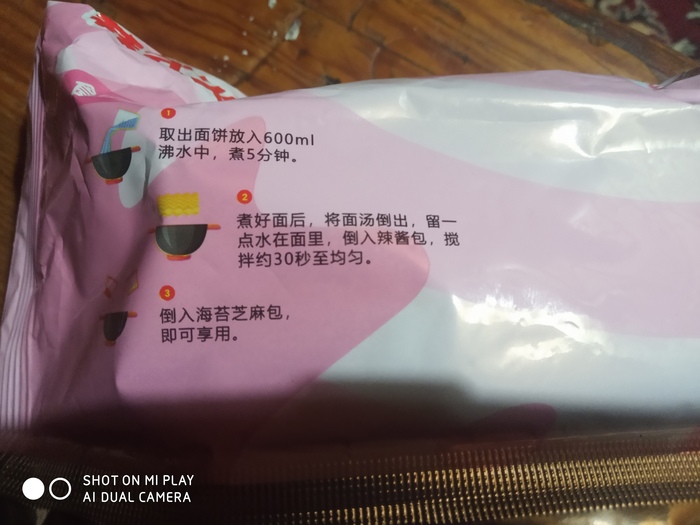 1
取出面饼放入600ml
沸水中，煮5分钟。
2
煮好面后，将面汤倒出，留一
点水在面里，倒入辣酱包，搅
拌约30秒至均匀。
3
倒入海苔芝麻包，
即可享用。
SHOT ON MI PLAY
AI DUAL CAMERA